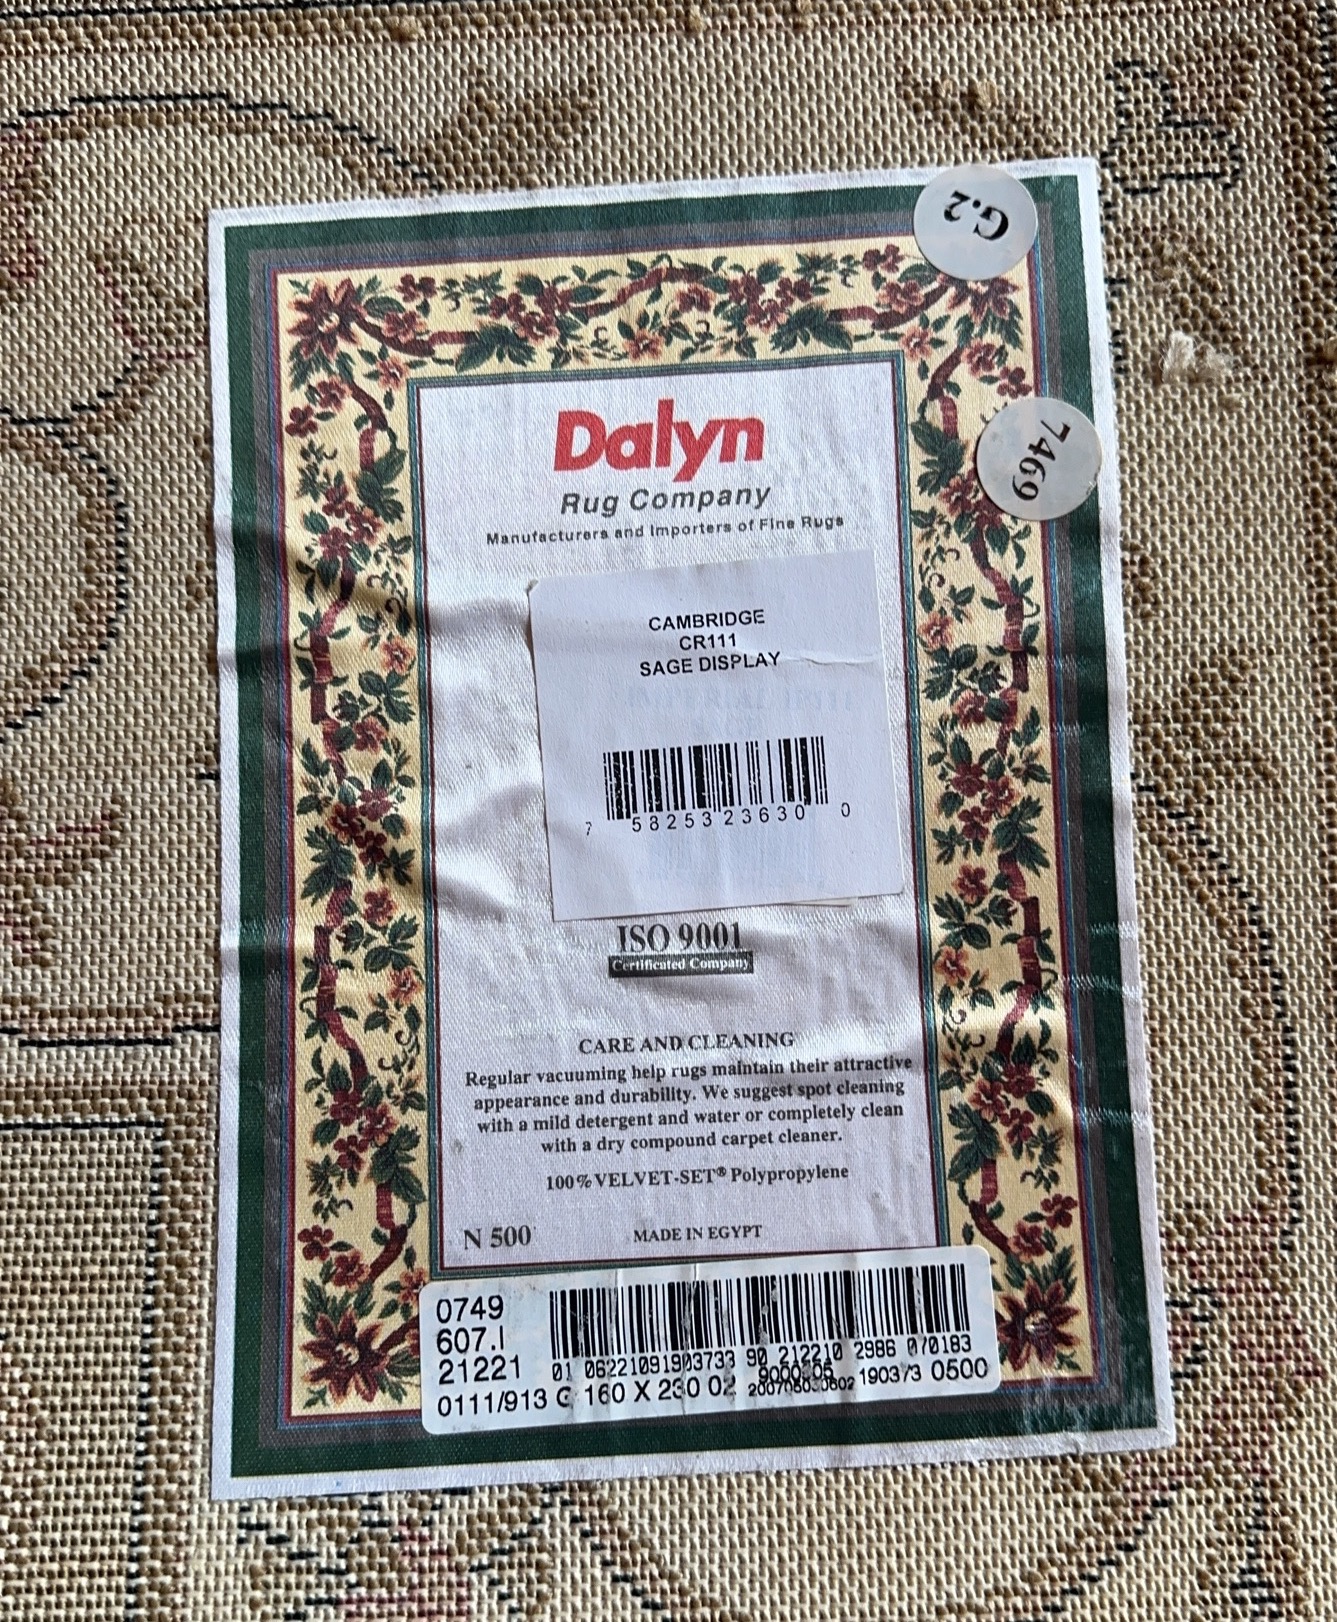 G.2
7469
Dalyn
Rug Company
Manufacturers and Importers of Fine Rugs
CAMBRIDGE
CR111
SAGE DISPLAY
7 58253 23630 0
ISO 9001
Certificated Company
CARE AND CLEANING
Regular vacuuming help rugs maintain their attractive
appearance and durability. We suggest spot cleaning
with a mild detergent and water or completely clean
with a dry compound carpet cleaner.
100% VELVET-SET® Polypropylene
N 500
MADE IN EGYPT
0749
607.I
21221
01 06221091903733 90 212210 2986 070183
0111/913 G 160 X 230 02 190373 0500